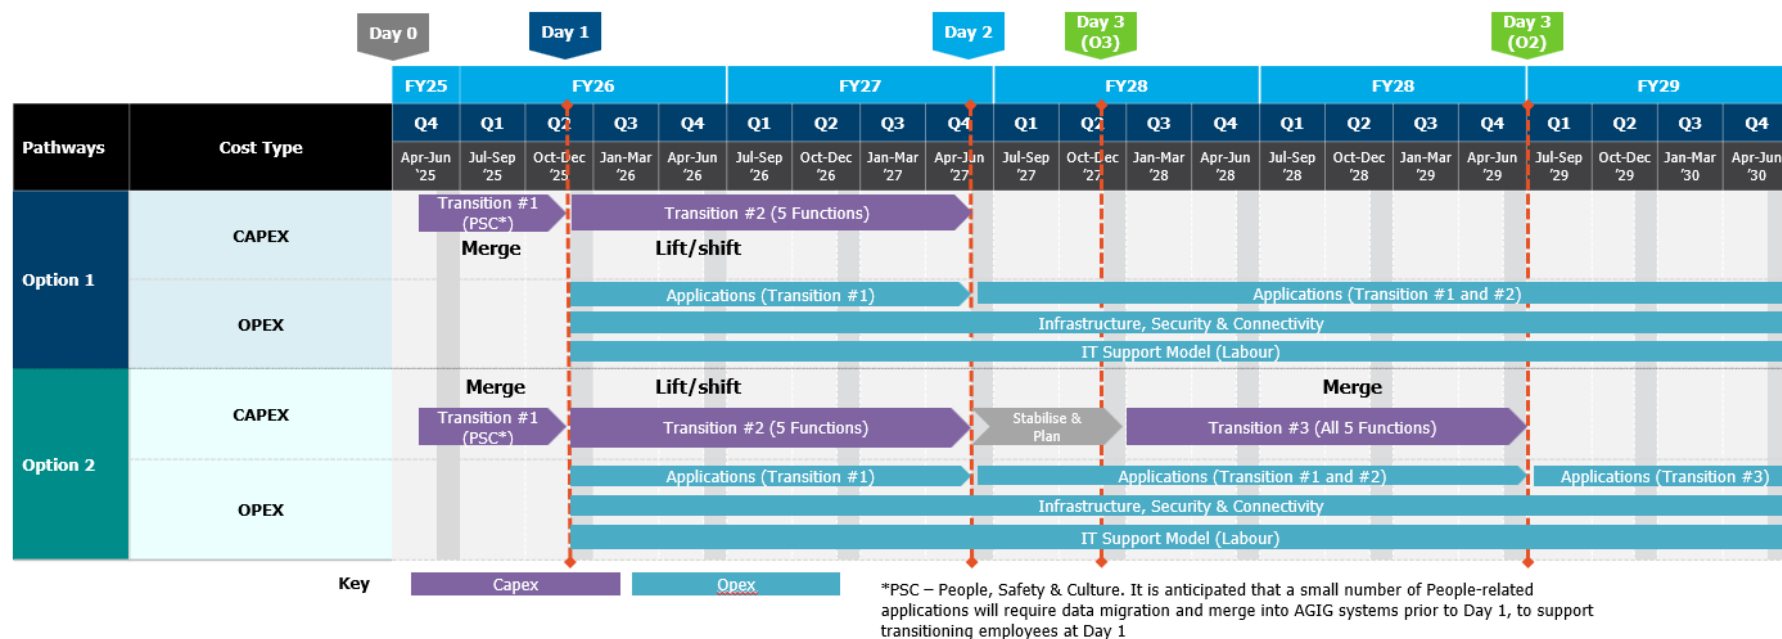 Day 0
Day 1
Day 2
Day 3
(O3)
Day 3
(O2)
Pathways
Cost Type
FY25
FY26
FY27
FY28
FY28
FY29
Q4
Q1
Q2
Q3
Q4
Q1
Q2
Q3
Q4
Q1
Q2
Q3
Q4
Q1
Q2
Q3
Q4
Q1
Q2
Q3
Q4
Apr-Jun
‘25
Jul-Sep
’25
Oct-Dec
’25
Jan-Mar
’26
Apr-Jun
’26
Jul-Sep
’26
Oct-Dec
’26
Jan-Mar
’27
Apr-Jun
’27
Jul-Sep
’27
Oct-Dec
’27
Jan-Mar
’28
Apr-Jun
’28
Jul-Sep
’28
Oct-Dec
’28
Jan-Mar
’29
Apr-Jun
’29
Jul-Sep
’29
Oct-Dec
’29
Jan-Mar
’30
Apr-Jun
’30
Option 1
CAPEX
Transition #1
(PSC*)
Transition #2 (5 Functions)
Merge
Lift/shift
OPEX
Applications (Transition #1)
Applications (Transition #1 and #2)
Infrastructure, Security & Connectivity
IT Support Model (Labour)
Option 2
CAPEX
Merge
Lift/shift
Merge
Transition #1
(PSC*)
Transition #2 (5 Functions)
Stabilise &
Plan
Transition #3 (All 5 Functions)
OPEX
Applications (Transition #1)
Applications (Transition #1 and #2)
Applications (Transition #3)
Infrastructure, Security & Connectivity
IT Support Model (Labour)
Key
Capex
Opex
*PSC – People, Safety & Culture. It is anticipated that a small number of People-related
applications will require data migration and merge into AGIG systems prior to Day 1, to support
transitioning employees at Day 1